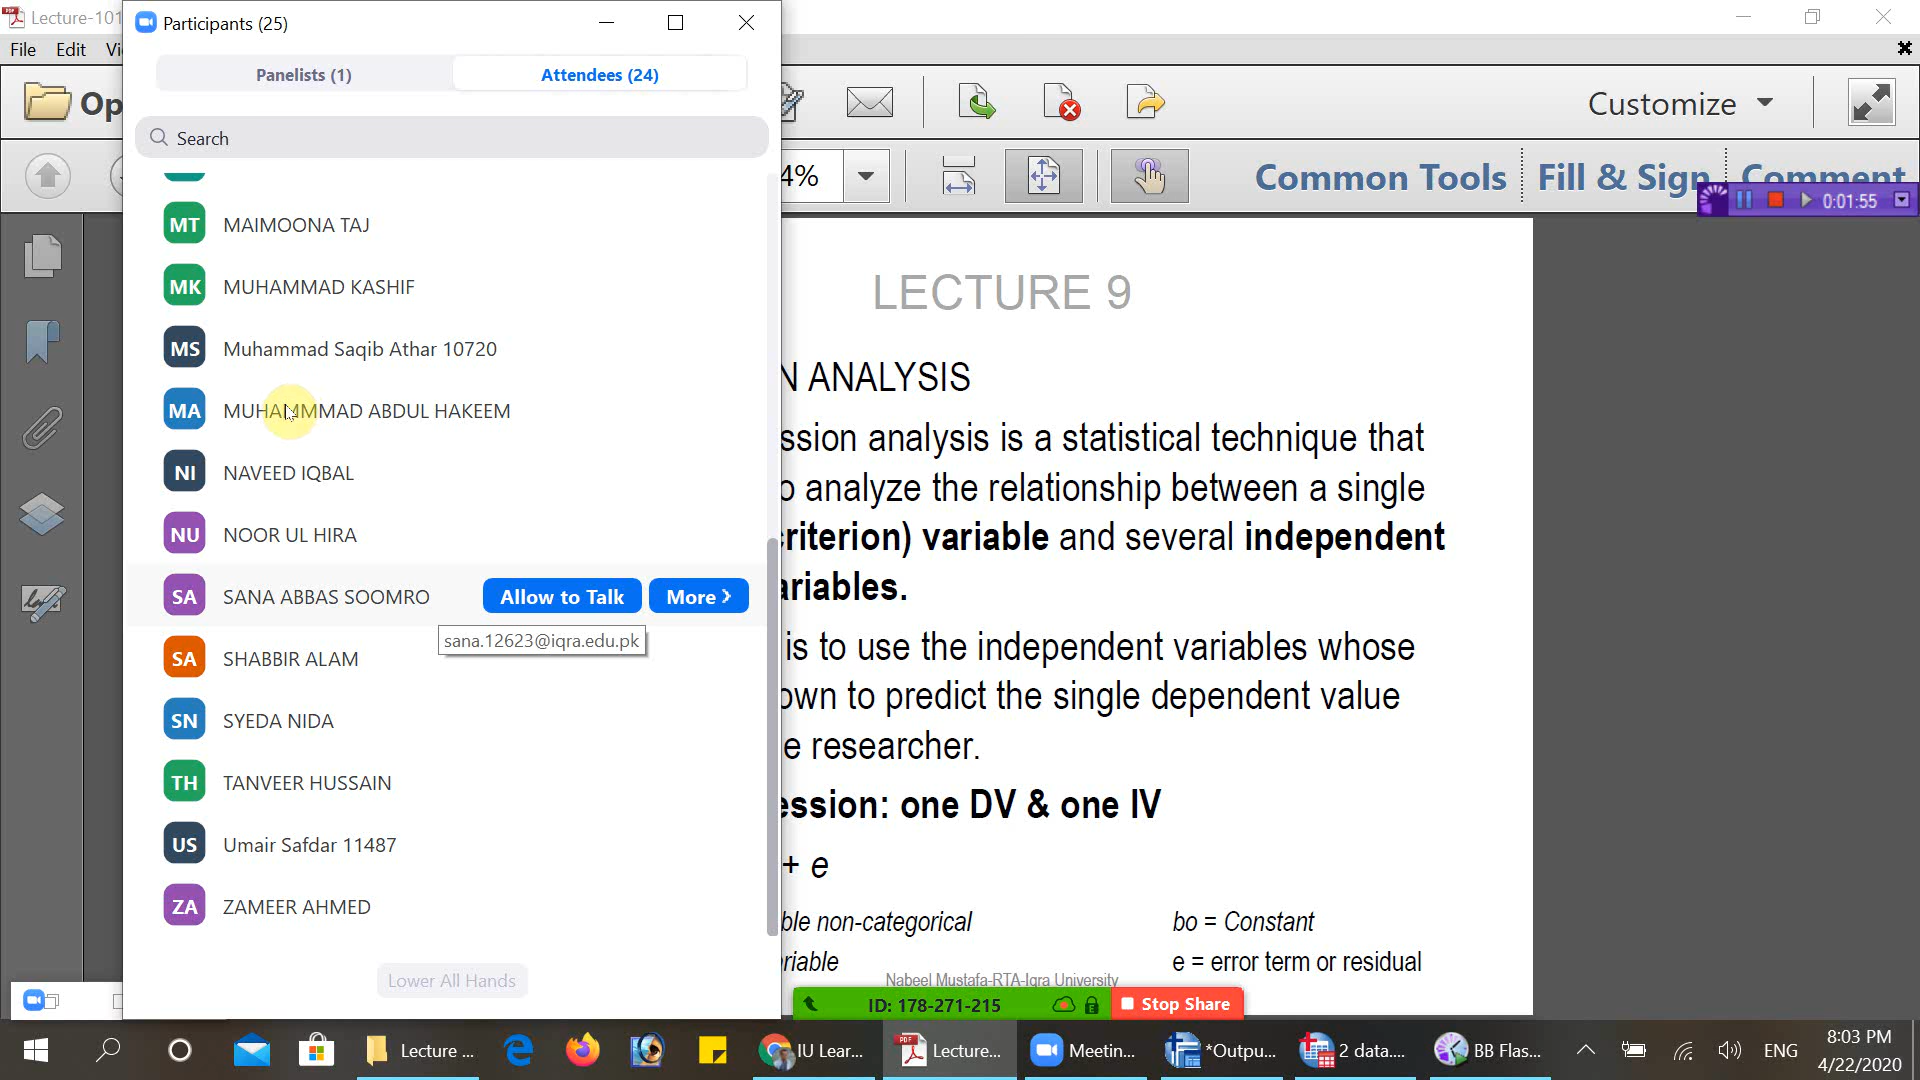 Lecture-101
Participants (25)
File Edit Vi
Panelists (1)
Attendees (24)
Op
Customize
Search
4%
Common Tools
Fill & Sign
Comment
0:01:55
MT MAIMOONA TAJ
MK MUHAMMAD KASHIF
MS Muhammad Saqib Athar 10720
MA MUHAMMMAD ABDUL HAKEEM
NI NAVEED IQBAL
NU NOOR UL HIRA
SA SANA ABBAS SOOMRO
Allow to Talk
More
sana.12623@iqra.edu.pk
SA SHABBIR ALAM
SN SYEDA NIDA
TH TANVEER HUSSAIN
US Umair Safdar 11487
ZA ZAMEER AHMED
Lower All Hands
LECTURE 9
N ANALYSIS
ssion analysis is a statistical technique that
o analyze the relationship between a single
criterion) variable and several independent
ariables.
is to use the independent variables whose
own to predict the single dependent value
e researcher.
ession: one DV & one IV
+ e
ble non-categorical
bo = Constant
riable
e = error term or residual
Nabeel Mustafa-RTA-Iqra University
ID: 178-271-215
Stop Share
Lecture ...
IU Lear...
Lecture...
Meetin...
*Outpu...
2 data....
BB Flas...
ENG
8:03 PM
4/22/2020